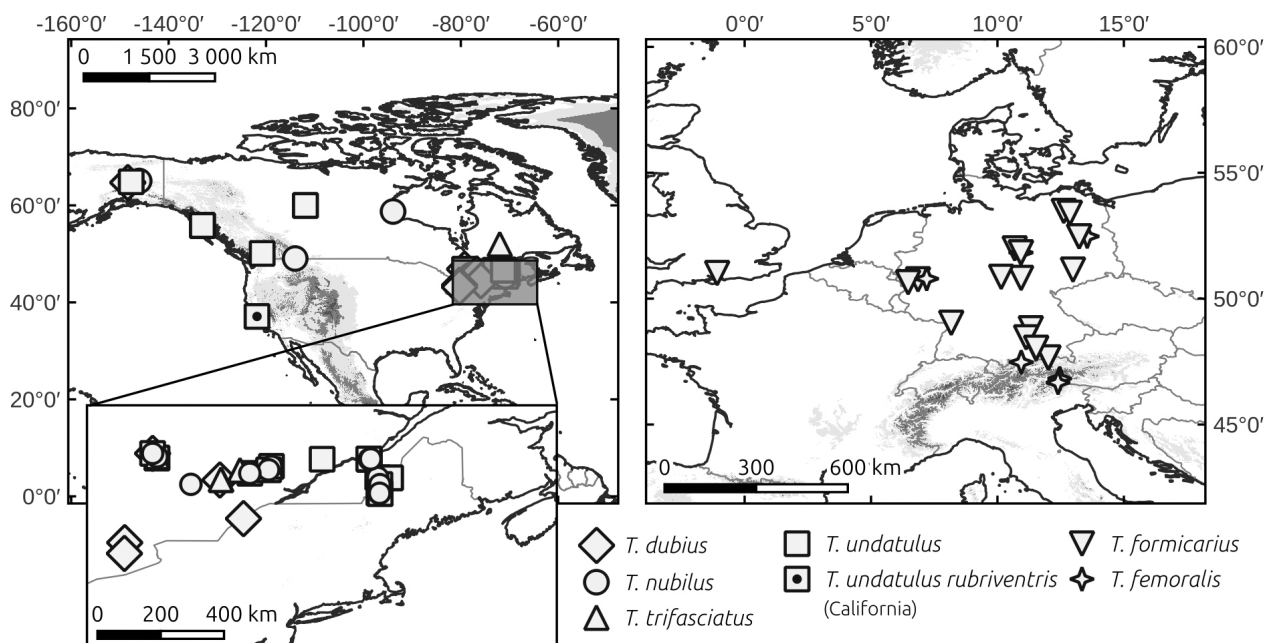 -160°0′ -140°0′ -120°0′ -100°0′ -80°0′ -60°0′
0°0′ 5°0′ 10°0′ 15°0′
0 1 500 3 000 km
80°0′
60°0′
40°0′
20°0′
0°0′
60°0′
55°0′
50°0′
45°0′
0 300 600 km
0 200 400 km
T. dubius
T. nubilus
T. trifasciatus
T. undatulus
T. undatulus rubriventris
(California)
T. formicarius
T. femoralis